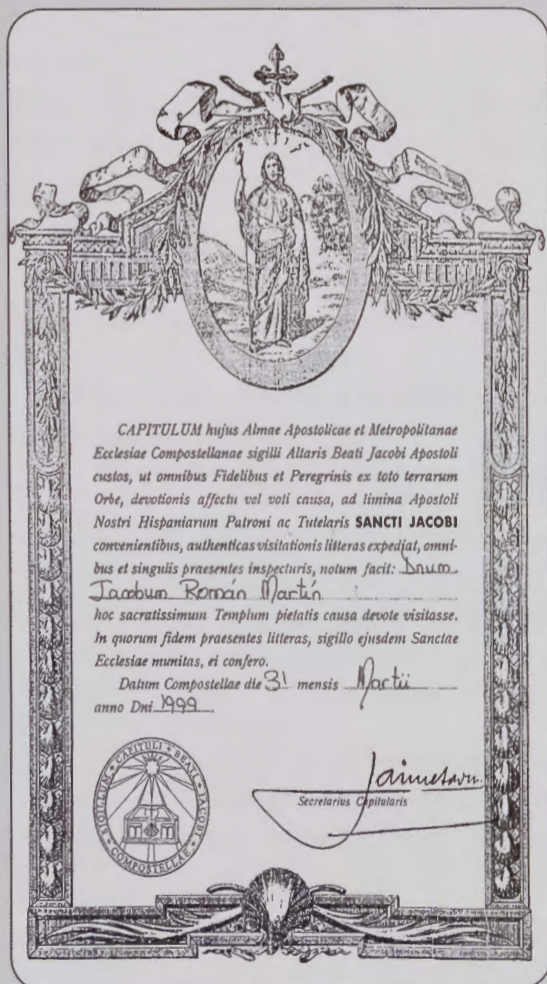 CAPITULUM hujus Almae Apostolicae et Metropolitanae
Ecclesiae Compostellanae sigilli Altaris Beati Jacobi Apostoli
custos, ut omnibus Fidelibus et Peregrinis ex toto terrarum
Orbe, devotionis affectu vel voti causa, ad limina Apostoli
Nostri Hispaniarum Patroni ac Tutelaris SANCTI JACOBI
convenientibus, authenticas visitationis litteras expediat, omni-
bus et singulis praesentes inspecturis, notum facit: Dnum
Jacobum Román Martín
hoc sacratissimum Templum pietatis causa devote visitasse.
In quorum fidem praesentes litteras, sigillo ejusdem Sanctae
Ecclesiae munitas, ei confero.
Datum Compostellae die 31 mensis Martii
anno Dni 1999
SIGILLUM CAPITULI BEATI JACOBI COMPOSTELLAE
Secretarius Capitularis